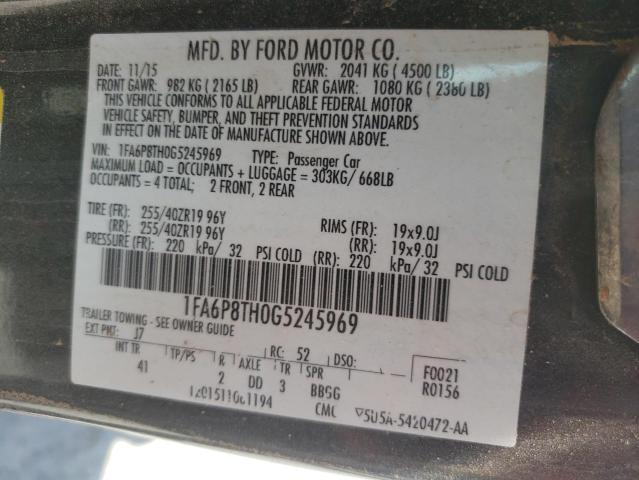 MFD. BY FORD MOTOR CO.
DATE: 11/15 GVWR: 2041 KG ( 4500 LB)
FRONT GAWR: 982 KG ( 2165 LB) REAR GAWR: 1080 KG ( 2380 LB)
THIS VEHICLE CONFORMS TO ALL APPLICABLE FEDERAL MOTOR
VEHICLE SAFETY, BUMPER, AND THEFT PREVENTION STANDARDS
IN EFFECT ON THE DATE OF MANUFACTURE SHOWN ABOVE.
VIN: 1FA6P8TH0G5245969 TYPE: Passenger Car
MAXIMUM LOAD = OCCUPANTS + LUGGAGE = 303KG/ 668LB
OCCUPANTS = 4 TOTAL; 2 FRONT, 2 REAR
TIRE (FR): 255/40ZR19 96Y RIMS (FR): 19x9.0J
(RR): 255/40ZR19 96Y (RR): 19x9.0J
PRESSURE (FR): 220 kPa/ 32 PSI COLD (RR): 220 kPa/ 32 PSI COLD
1FA6P8TH0G5245969
TRAILER TOWING - SEE OWNER GUIDE
EXT PNT: J7 RC: 52 DSO: F0021
INT TR TP/PS R AXLE TR SPR R0156
41 2 DD 3 BBGG
CMC ▽5U5A-5420472-AA